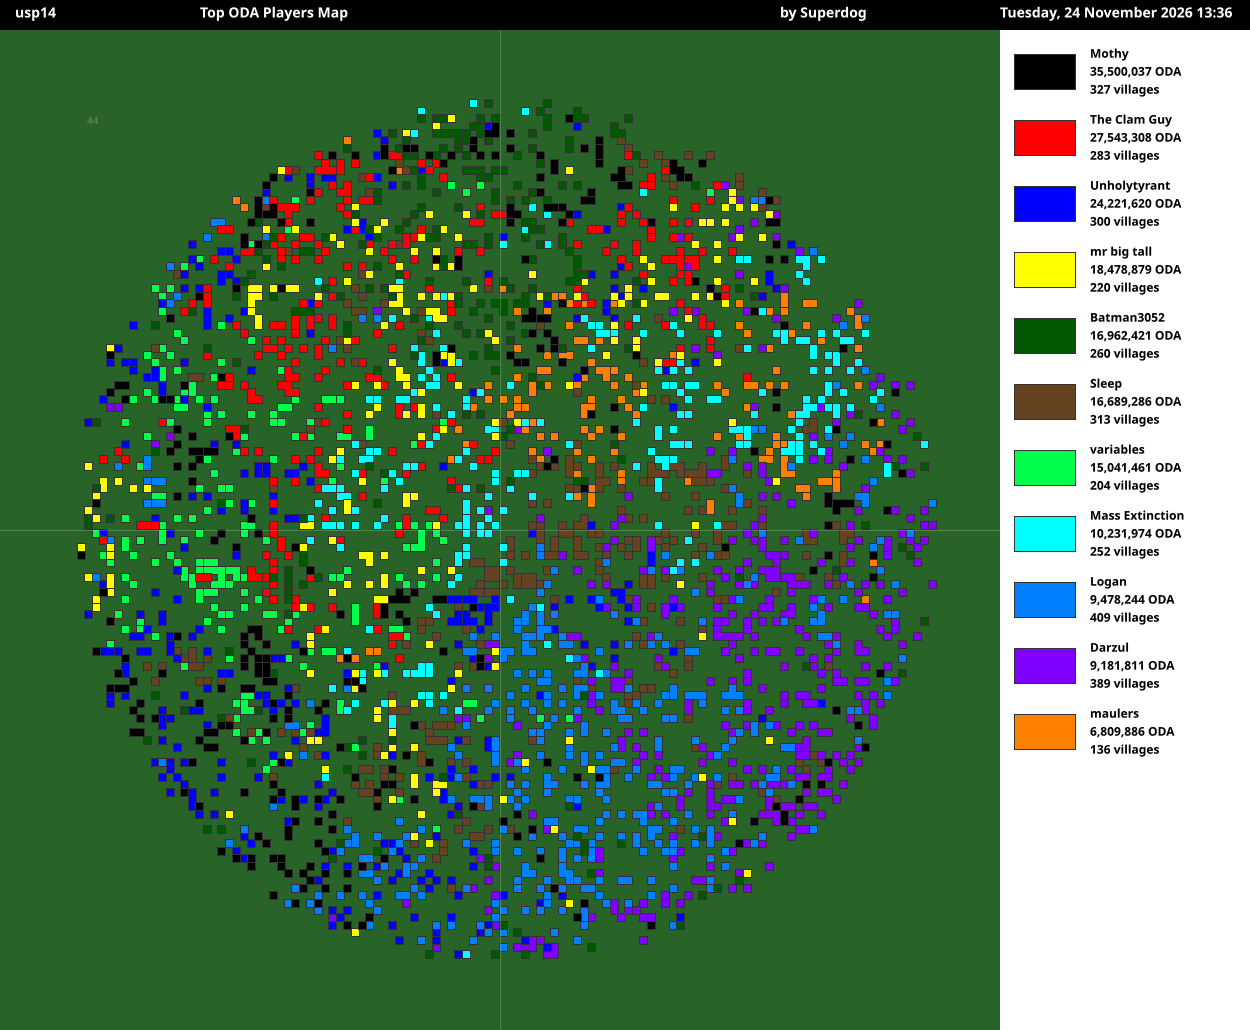 usp14 Top ODA Players Map by Superdog Tuesday, 24 November 2026 13:36
44
Mothy
35,500,037 ODA
327 villages
The Clam Guy
27,543,308 ODA
283 villages
Unholytyrant
24,221,620 ODA
300 villages
mr big tall
18,478,879 ODA
220 villages
Batman3052
16,962,421 ODA
260 villages
Sleep
16,689,286 ODA
313 villages
variables
15,041,461 ODA
204 villages
Mass Extinction
10,231,974 ODA
252 villages
Logan
9,478,244 ODA
409 villages
Darzul
9,181,811 ODA
389 villages
maulers
6,809,886 ODA
136 villages